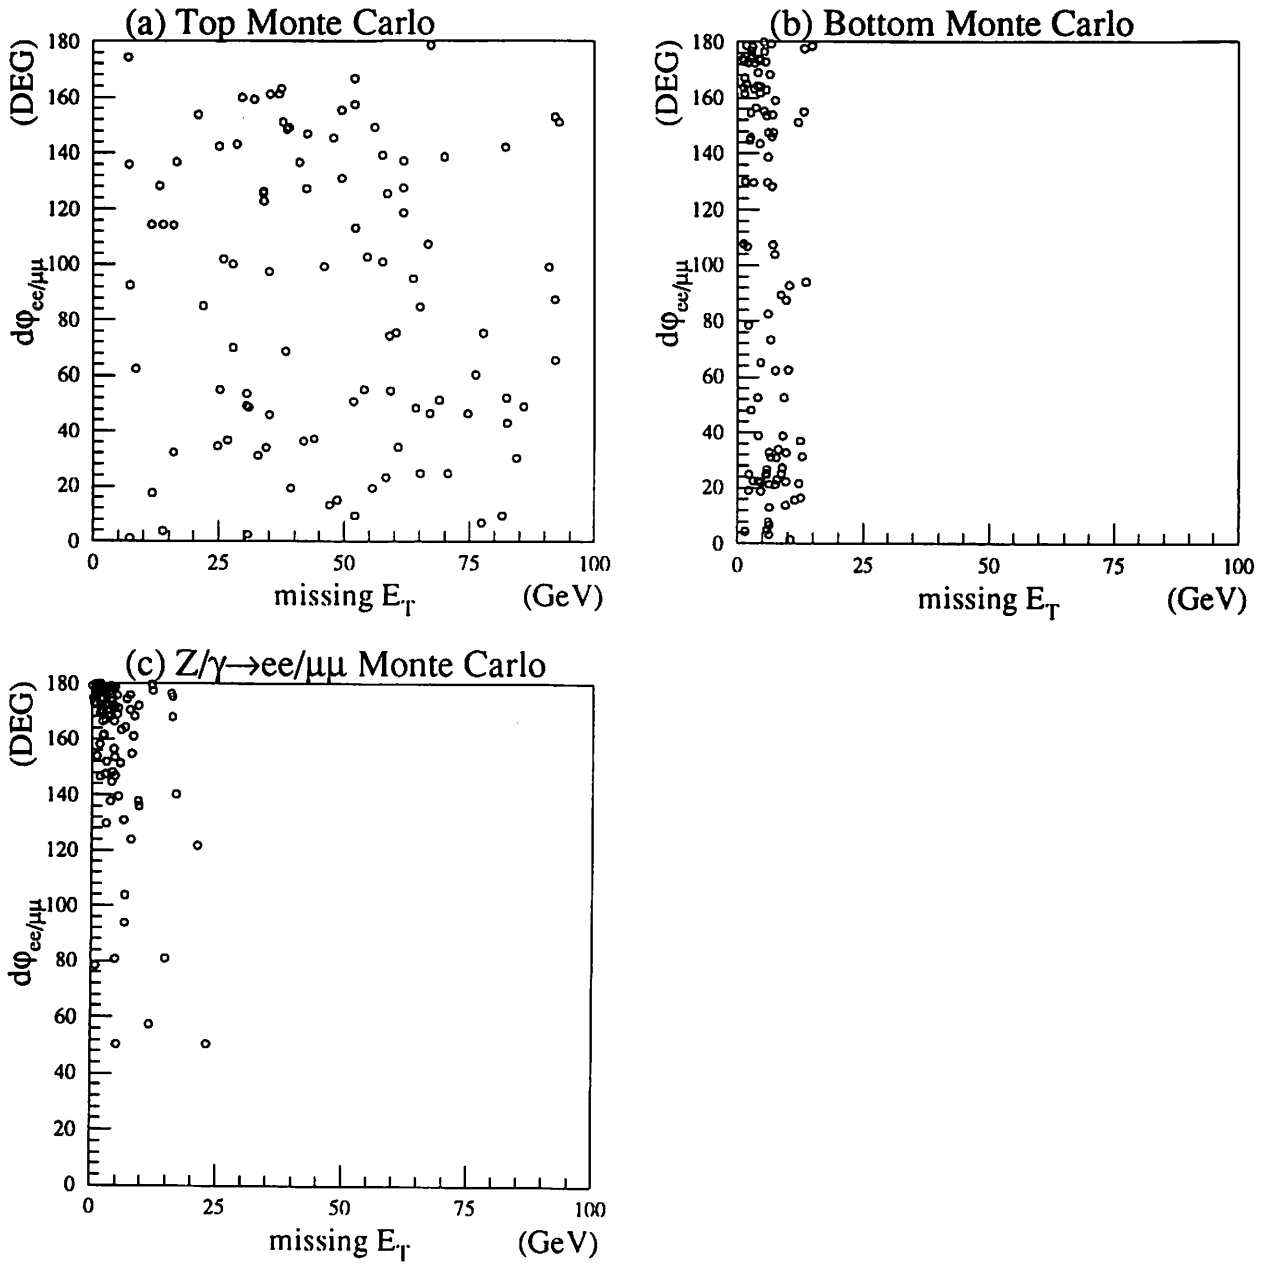 (a) Top Monte Carlo
(DEG)
dφee/μμ
180
160
140
120
100
80
60
40
20
0
0 25 50 75 100
missing ET (GeV)
(b) Bottom Monte Carlo
(DEG)
dφee/μμ
180
160
140
120
100
80
60
40
20
0
0 25 50 75 100
missing ET (GeV)
(c) Z/γ→ee/μμ Monte Carlo
(DEG)
dφee/μμ
180
160
140
120
100
80
60
40
20
0
0 25 50 75 100
missing ET (GeV)